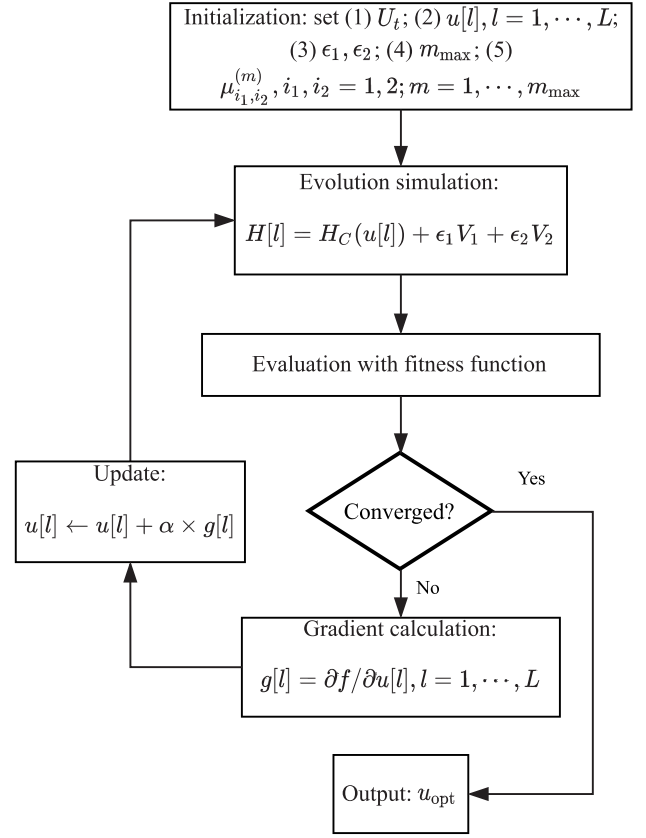 Initialization: set (1) U_t; (2) u[l], l = 1, ⋯, L;
(3) ϵ_1, ϵ_2; (4) m_max; (5)
μ_{i_1,i_2}^{(m)}, i_1, i_2 = 1, 2; m = 1, ⋯, m_max
Evolution simulation:
H[l] = H_C(u[l]) + ϵ_1V_1 + ϵ_2V_2
Evaluation with fitness function
Converged?
Yes
No
Gradient calculation:
g[l] = ∂f/∂u[l], l = 1, ⋯, L
Update:
u[l] ← u[l] + α × g[l]
Output: u_opt